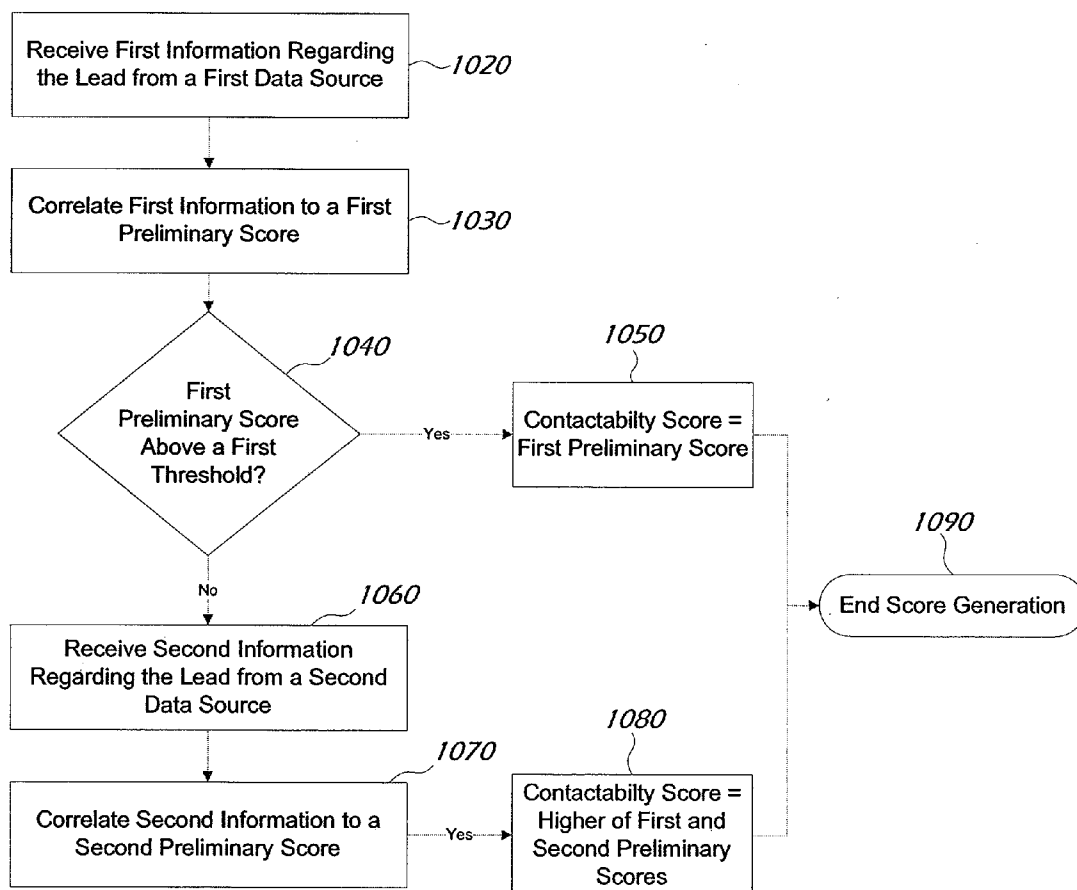 Receive First Information Regarding
the Lead from a First Data Source
1020
Correlate First Information to a First
Preliminary Score
1030
1040
First
Preliminary Score
Above a First
Threshold?
Yes
1050
Contactabilty Score =
First Preliminary Score
1090
End Score Generation
No
1060
Receive Second Information
Regarding the Lead from a Second
Data Source
1070
Correlate Second Information to a
Second Preliminary Score
Yes
1080
Contactabilty Score =
Higher of First and
Second Preliminary
Scores